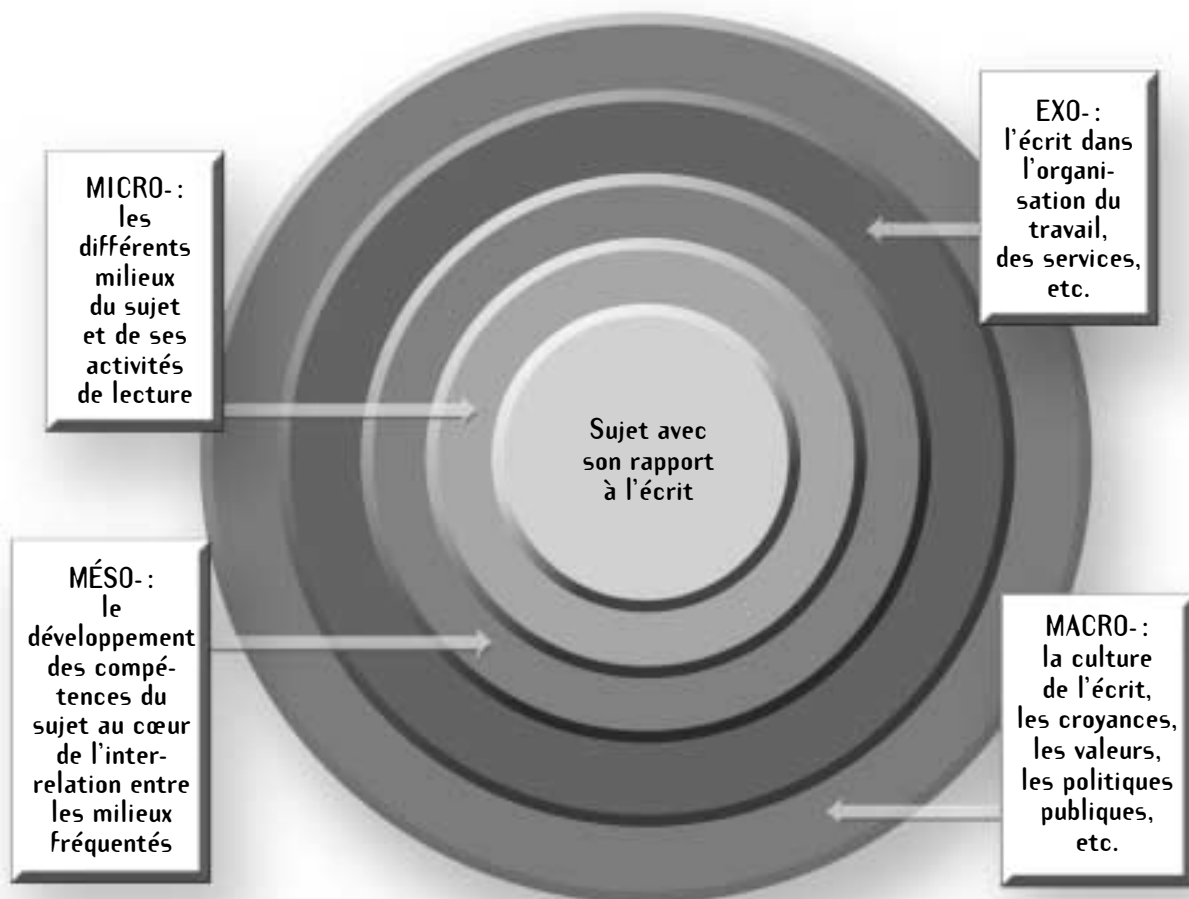 MICRO- :
les
différents
milieux
du sujet
et de ses
activités
de lecture
EXO- :
l'écrit dans
l'organi-
sation du
travail,
des services,
etc.
Sujet avec
son rapport
à l'écrit
MÉSO- :
le
développement
des compé-
tences du
sujet au cœur
de l'inter-
relation entre
les milieux
fréquentés
MACRO- :
la culture
de l'écrit,
les croyances,
les valeurs,
les politiques
publiques,
etc.